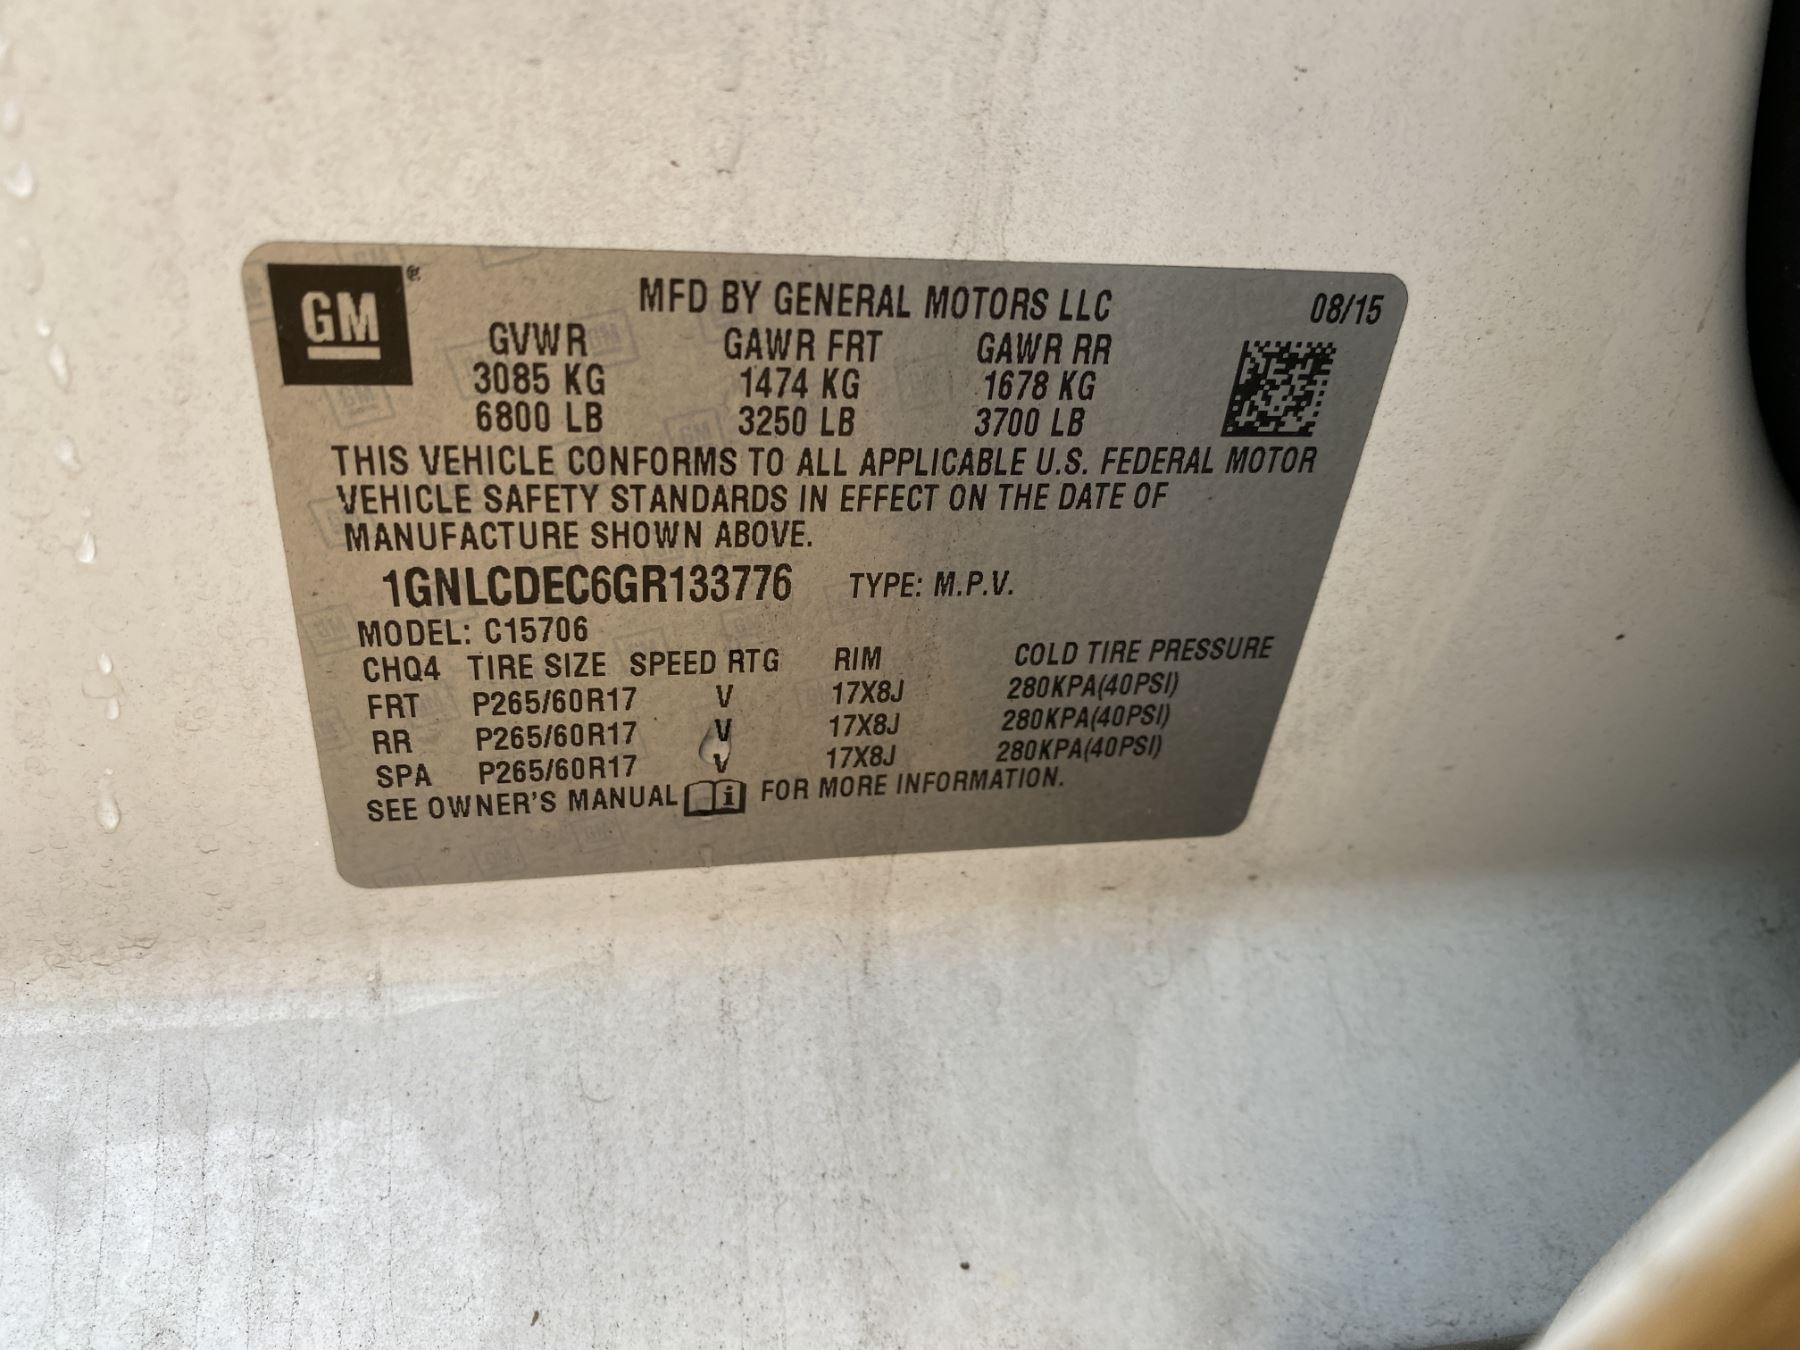 GM® MFD BY GENERAL MOTORS LLC 08/15
GVWR GAWR FRT GAWR RR
3085 KG 1474 KG 1678 KG
6800 LB 3250 LB 3700 LB
THIS VEHICLE CONFORMS TO ALL APPLICABLE U.S. FEDERAL MOTOR
VEHICLE SAFETY STANDARDS IN EFFECT ON THE DATE OF
MANUFACTURE SHOWN ABOVE.
1GNLCDEC6GR133776 TYPE: M.P.V.
MODEL: C15706
CHQ4 TIRE SIZE SPEED RTG RIM COLD TIRE PRESSURE
FRT P265/60R17 V 17X8J 280KPA(40PSI)
RR P265/60R17 V 17X8J 280KPA(40PSI)
SPA P265/60R17 V 17X8J 280KPA(40PSI)
SEE OWNER'S MANUAL i FOR MORE INFORMATION.